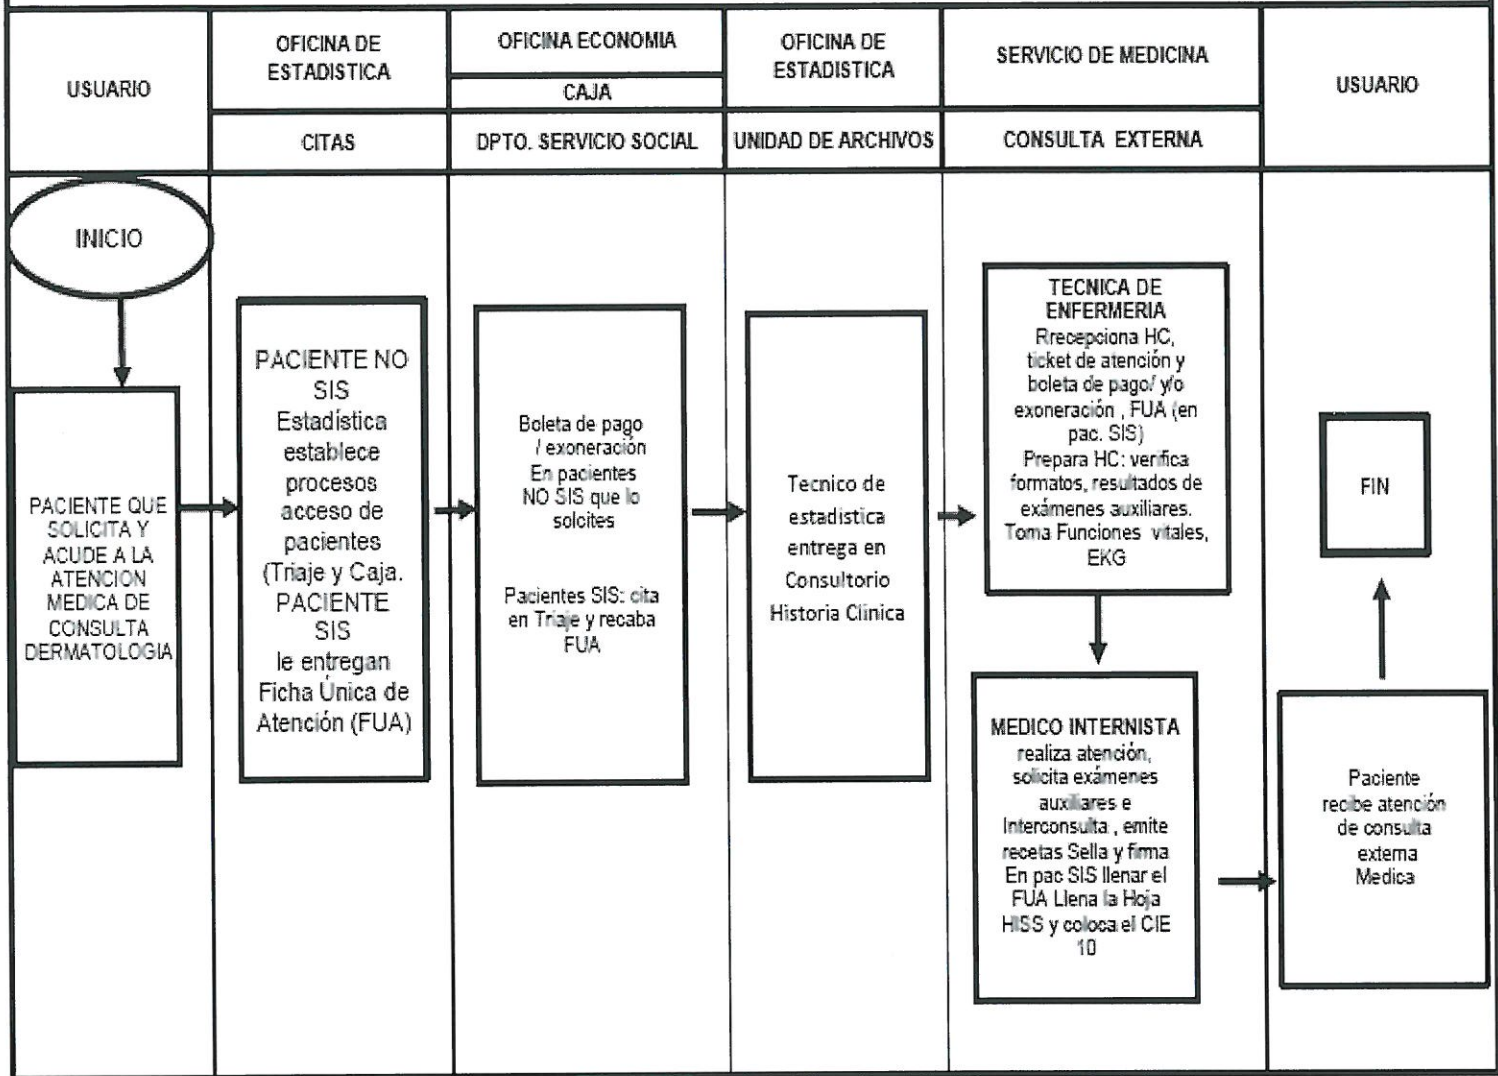 USUARIO
OFICINA DE
ESTADISTICA
CITAS
OFICINA ECONOMIA
CAJA
DPTO. SERVICIO SOCIAL
OFICINA DE
ESTADISTICA
UNIDAD DE ARCHIVOS
SERVICIO DE MEDICINA
CONSULTA EXTERNA
USUARIO
INICIO
PACIENTE QUE
SOLICITA Y
ACUDE A LA
ATENCION
MEDICA DE
CONSULTA
DERMATOLOGIA
PACIENTE NO
SIS
Estadística
establece
procesos
acceso de
pacientes
(Triaje y Caja.
PACIENTE
SIS
le entregan
Ficha Única de
Atención (FUA)
Boleta de pago
/ exoneración
En pacientes
NO SIS que lo
solcites
Pacientes SIS: cita
en Triaje y recaba
FUA
Tecnico de
estadistica
entrega en
Consultorio
Historia Clinica
TECNICA DE
ENFERMERIA
Rrecepciona HC,
ticket de atención y
boleta de pago/ y/o
exoneración , FUA (en
pac. SIS)
Prepara HC: verifica
formatos, resultados de
exámenes auxiliares.
Toma Funciones vitales,
EKG
MEDICO INTERNISTA
realiza atención,
solicita exámenes
auxiliares e
Interconsulta , emite
recetas Sella y firma
En pac SIS llenar el
FUA Llena la Hoja
HISS y coloca el CIE
10
Paciente
recibe atención
de consulta
externa
Medica
FIN